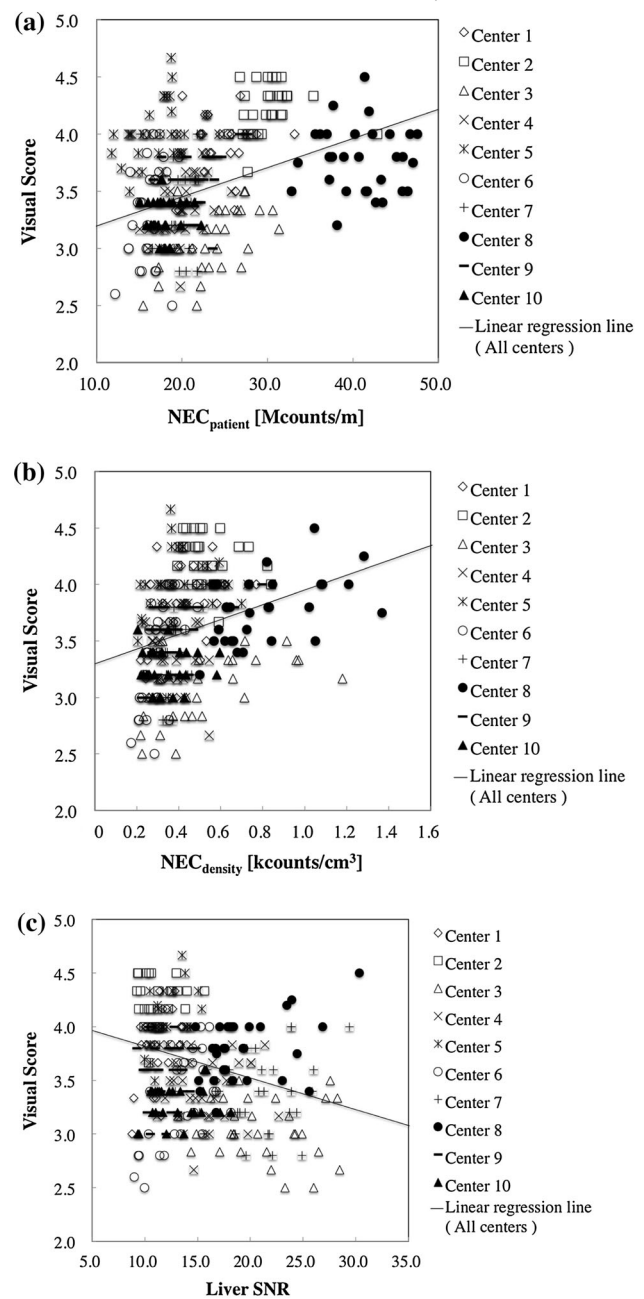 (a)
5.0
4.5
4.0
3.5
3.0
2.5
2.0
Visual Score
10.0 20.0 30.0 40.0 50.0
NECpatient [Mcounts/m]
Center 1
Center 2
Center 3
Center 4
Center 5
Center 6
Center 7
Center 8
Center 9
Center 10
Linear regression line
( All centers )
(b)
5.0
4.5
4.0
3.5
3.0
2.5
2.0
Visual Score
0 0.2 0.4 0.6 0.8 1.0 1.2 1.4 1.6
NECdensity [kcounts/cm³]
Center 1
Center 2
Center 3
Center 4
Center 5
Center 6
Center 7
Center 8
Center 9
Center 10
Linear regression line
( All centers )
(c)
5.0
4.5
4.0
3.5
3.0
2.5
2.0
Visual Score
5.0 10.0 15.0 20.0 25.0 30.0 35.0
Liver SNR
Center 1
Center 2
Center 3
Center 4
Center 5
Center 6
Center 7
Center 8
Center 9
Center 10
Linear regression line
(All centers )